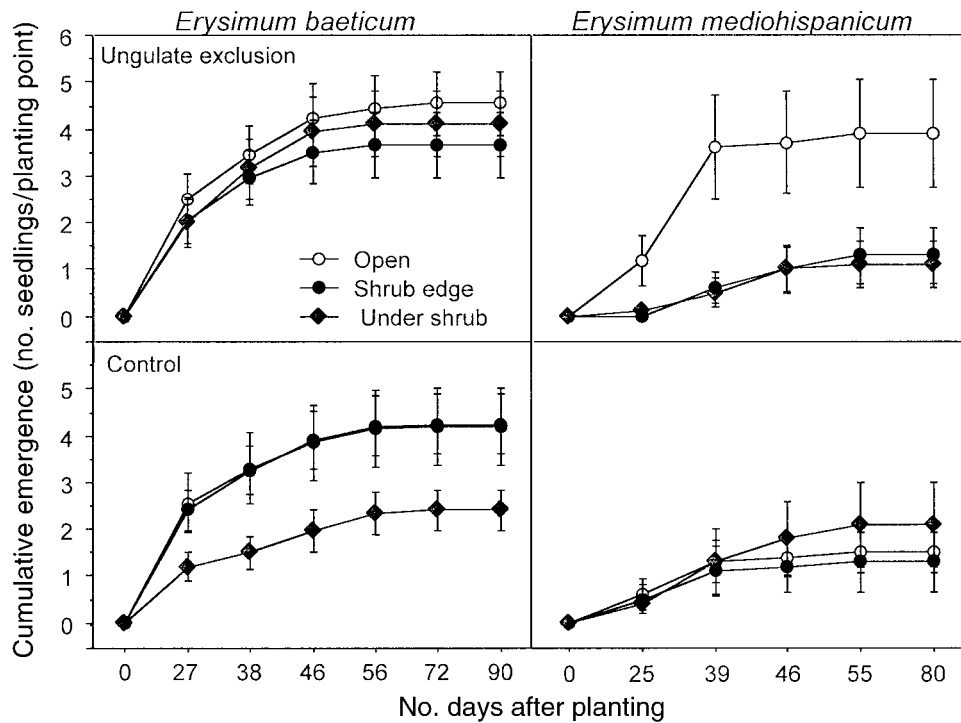 Erysimum baeticum
Erysimum mediohispanicum
Cumulative emergence (no. seedlings/planting point)
6
5
4
3
2
1
0
Ungulate exclusion
Open
Shrub edge
Under shrub
5
4
3
2
1
0
Control
0 27 38 46 56 72 90
0 25 39 46 55 80
No. days after planting